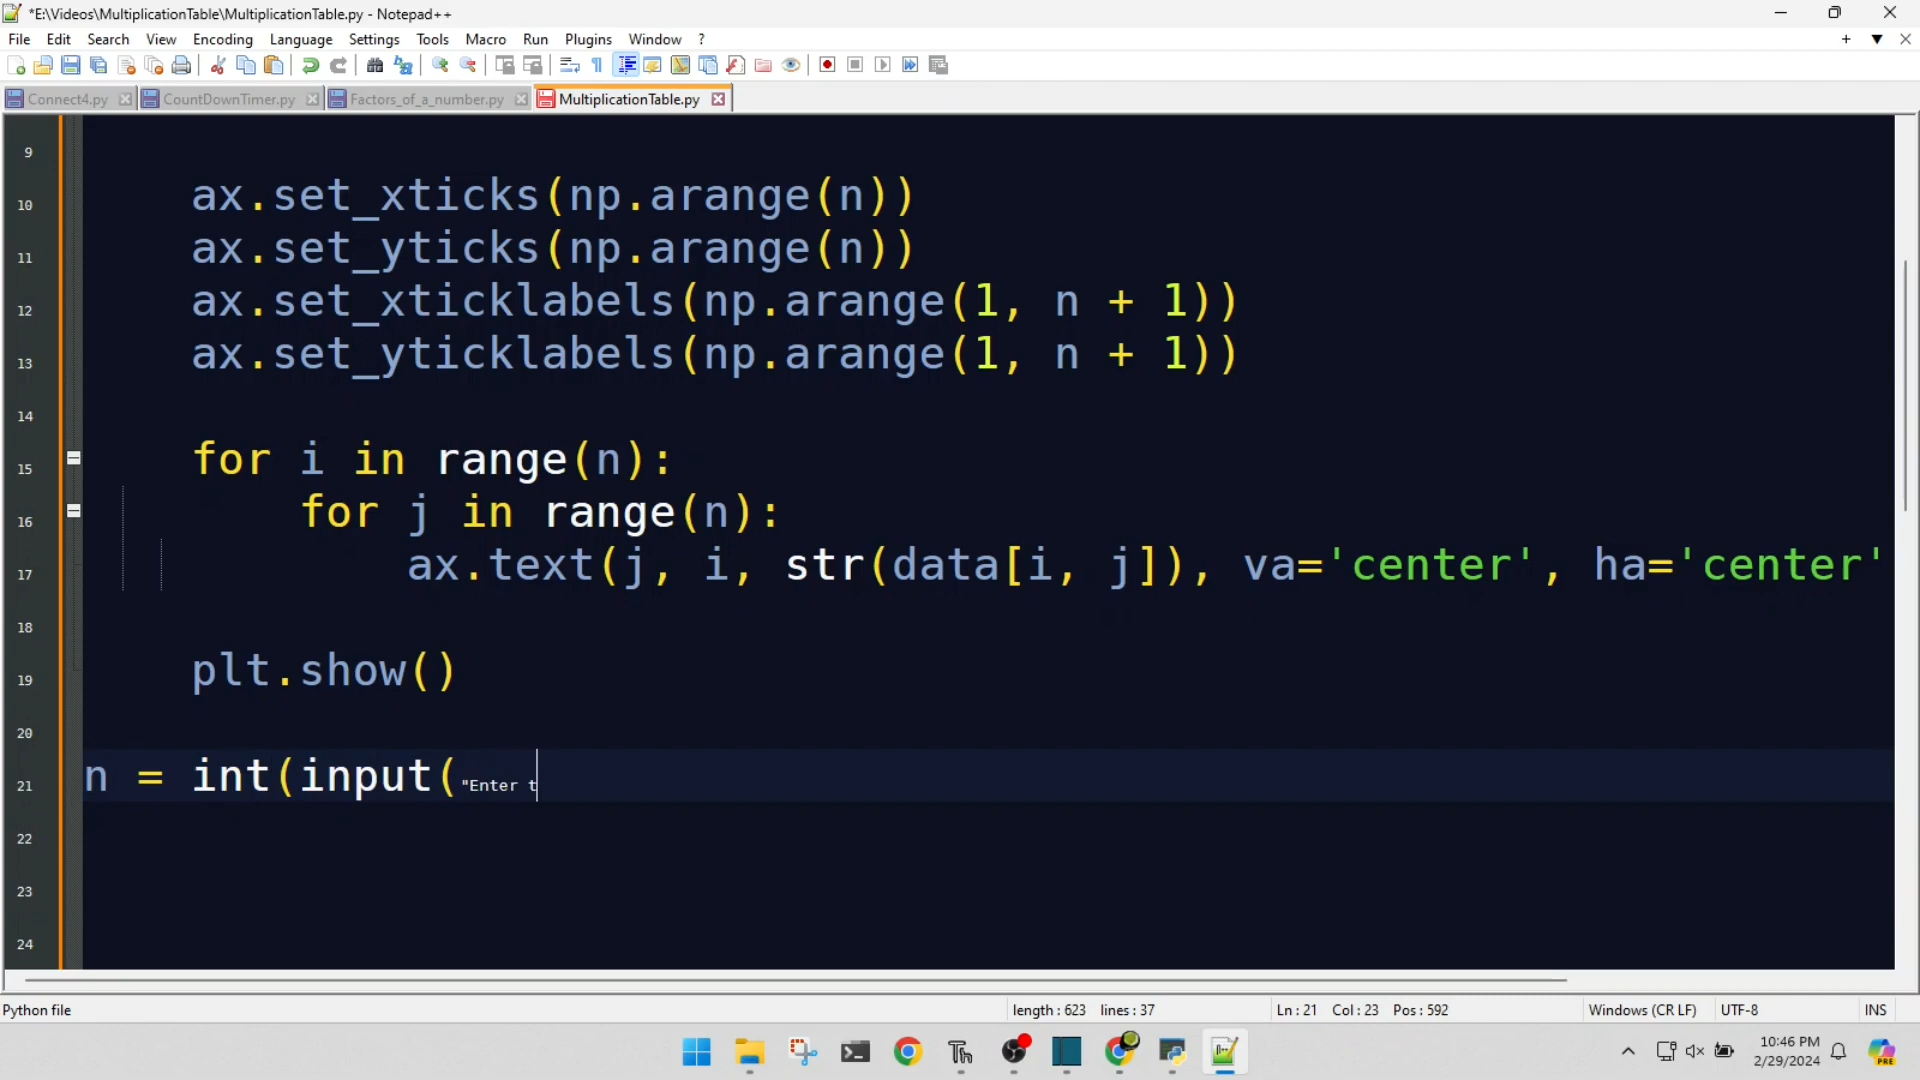 *E:\Videos\MultiplicationTable\MultiplicationTable.py - Notepad++
File Edit Search View Encoding Language Settings Tools Macro Run Plugins Window ?
Connect4.py CountDownTimer.py Factors_of_a_number.py MultiplicationTable.py
9
10 ax.set_xticks(np.arange(n))
11 ax.set_yticks(np.arange(n))
12 ax.set_xticklabels(np.arange(1, n + 1))
13 ax.set_yticklabels(np.arange(1, n + 1))
14
15 for i in range(n):
16 for j in range(n):
17 ax.text(j, i, str(data[i, j]), va='center', ha='center'
18
19 plt.show()
20
21 n = int(input("Enter t
22
23
24
Python file length : 623 lines : 37 Ln : 21 Col : 23 Pos : 592 Windows (CR LF) UTF-8 INS
10:46 PM
2/29/2024
PRE